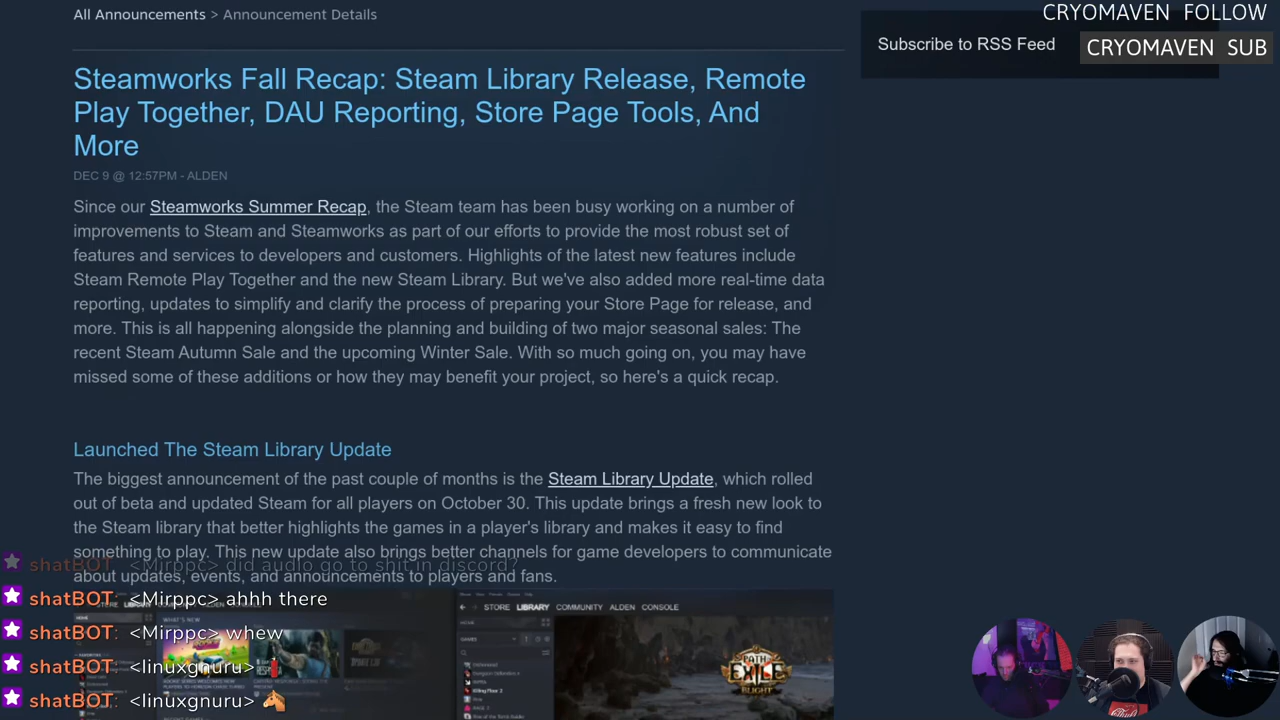 All Announcements > Announcement Details
CRYOMAVEN FOLLOW
Subscribe to RSS Feed
CRYOMAVEN SUB
Steamworks Fall Recap: Steam Library Release, Remote
Play Together, DAU Reporting, Store Page Tools, And
More
DEC 9 @ 12:57PM - ALDEN
Since our Steamworks Summer Recap, the Steam team has been busy working on a number of
improvements to Steam and Steamworks as part of our efforts to provide the most robust set of
features and services to developers and customers. Highlights of the latest new features include
Steam Remote Play Together and the new Steam Library. But we've also added more real-time data
reporting, updates to simplify and clarify the process of preparing your Store Page for release, and
more. This is all happening alongside the planning and building of two major seasonal sales: The
recent Steam Autumn Sale and the upcoming Winter Sale. With so much going on, you may have
missed some of these additions or how they may benefit your project, so here's a quick recap.
Launched The Steam Library Update
The biggest announcement of the past couple of months is the Steam Library Update, which rolled
out of beta and updated Steam for all players on October 30. This update brings a fresh new look to
the Steam library that better highlights the games in a player's library and makes it easy to find
something to play. This new update also brings better channels for game developers to communicate
about updates, events, and announcements to players and fans.
shatBOT: <Mirppc> did audio go to shit in discord?
shatBOT: <Mirppc> ahhh there
shatBOT: <Mirppc> whew
shatBOT: <linuxgnuru>
shatBOT: <linuxgnuru>
STORE LIBRARY COMMUNITY ALDEN CONSOLE
HOME
GAMES
WHAT'S NEW
PATH OF EXILE
BLIGHT